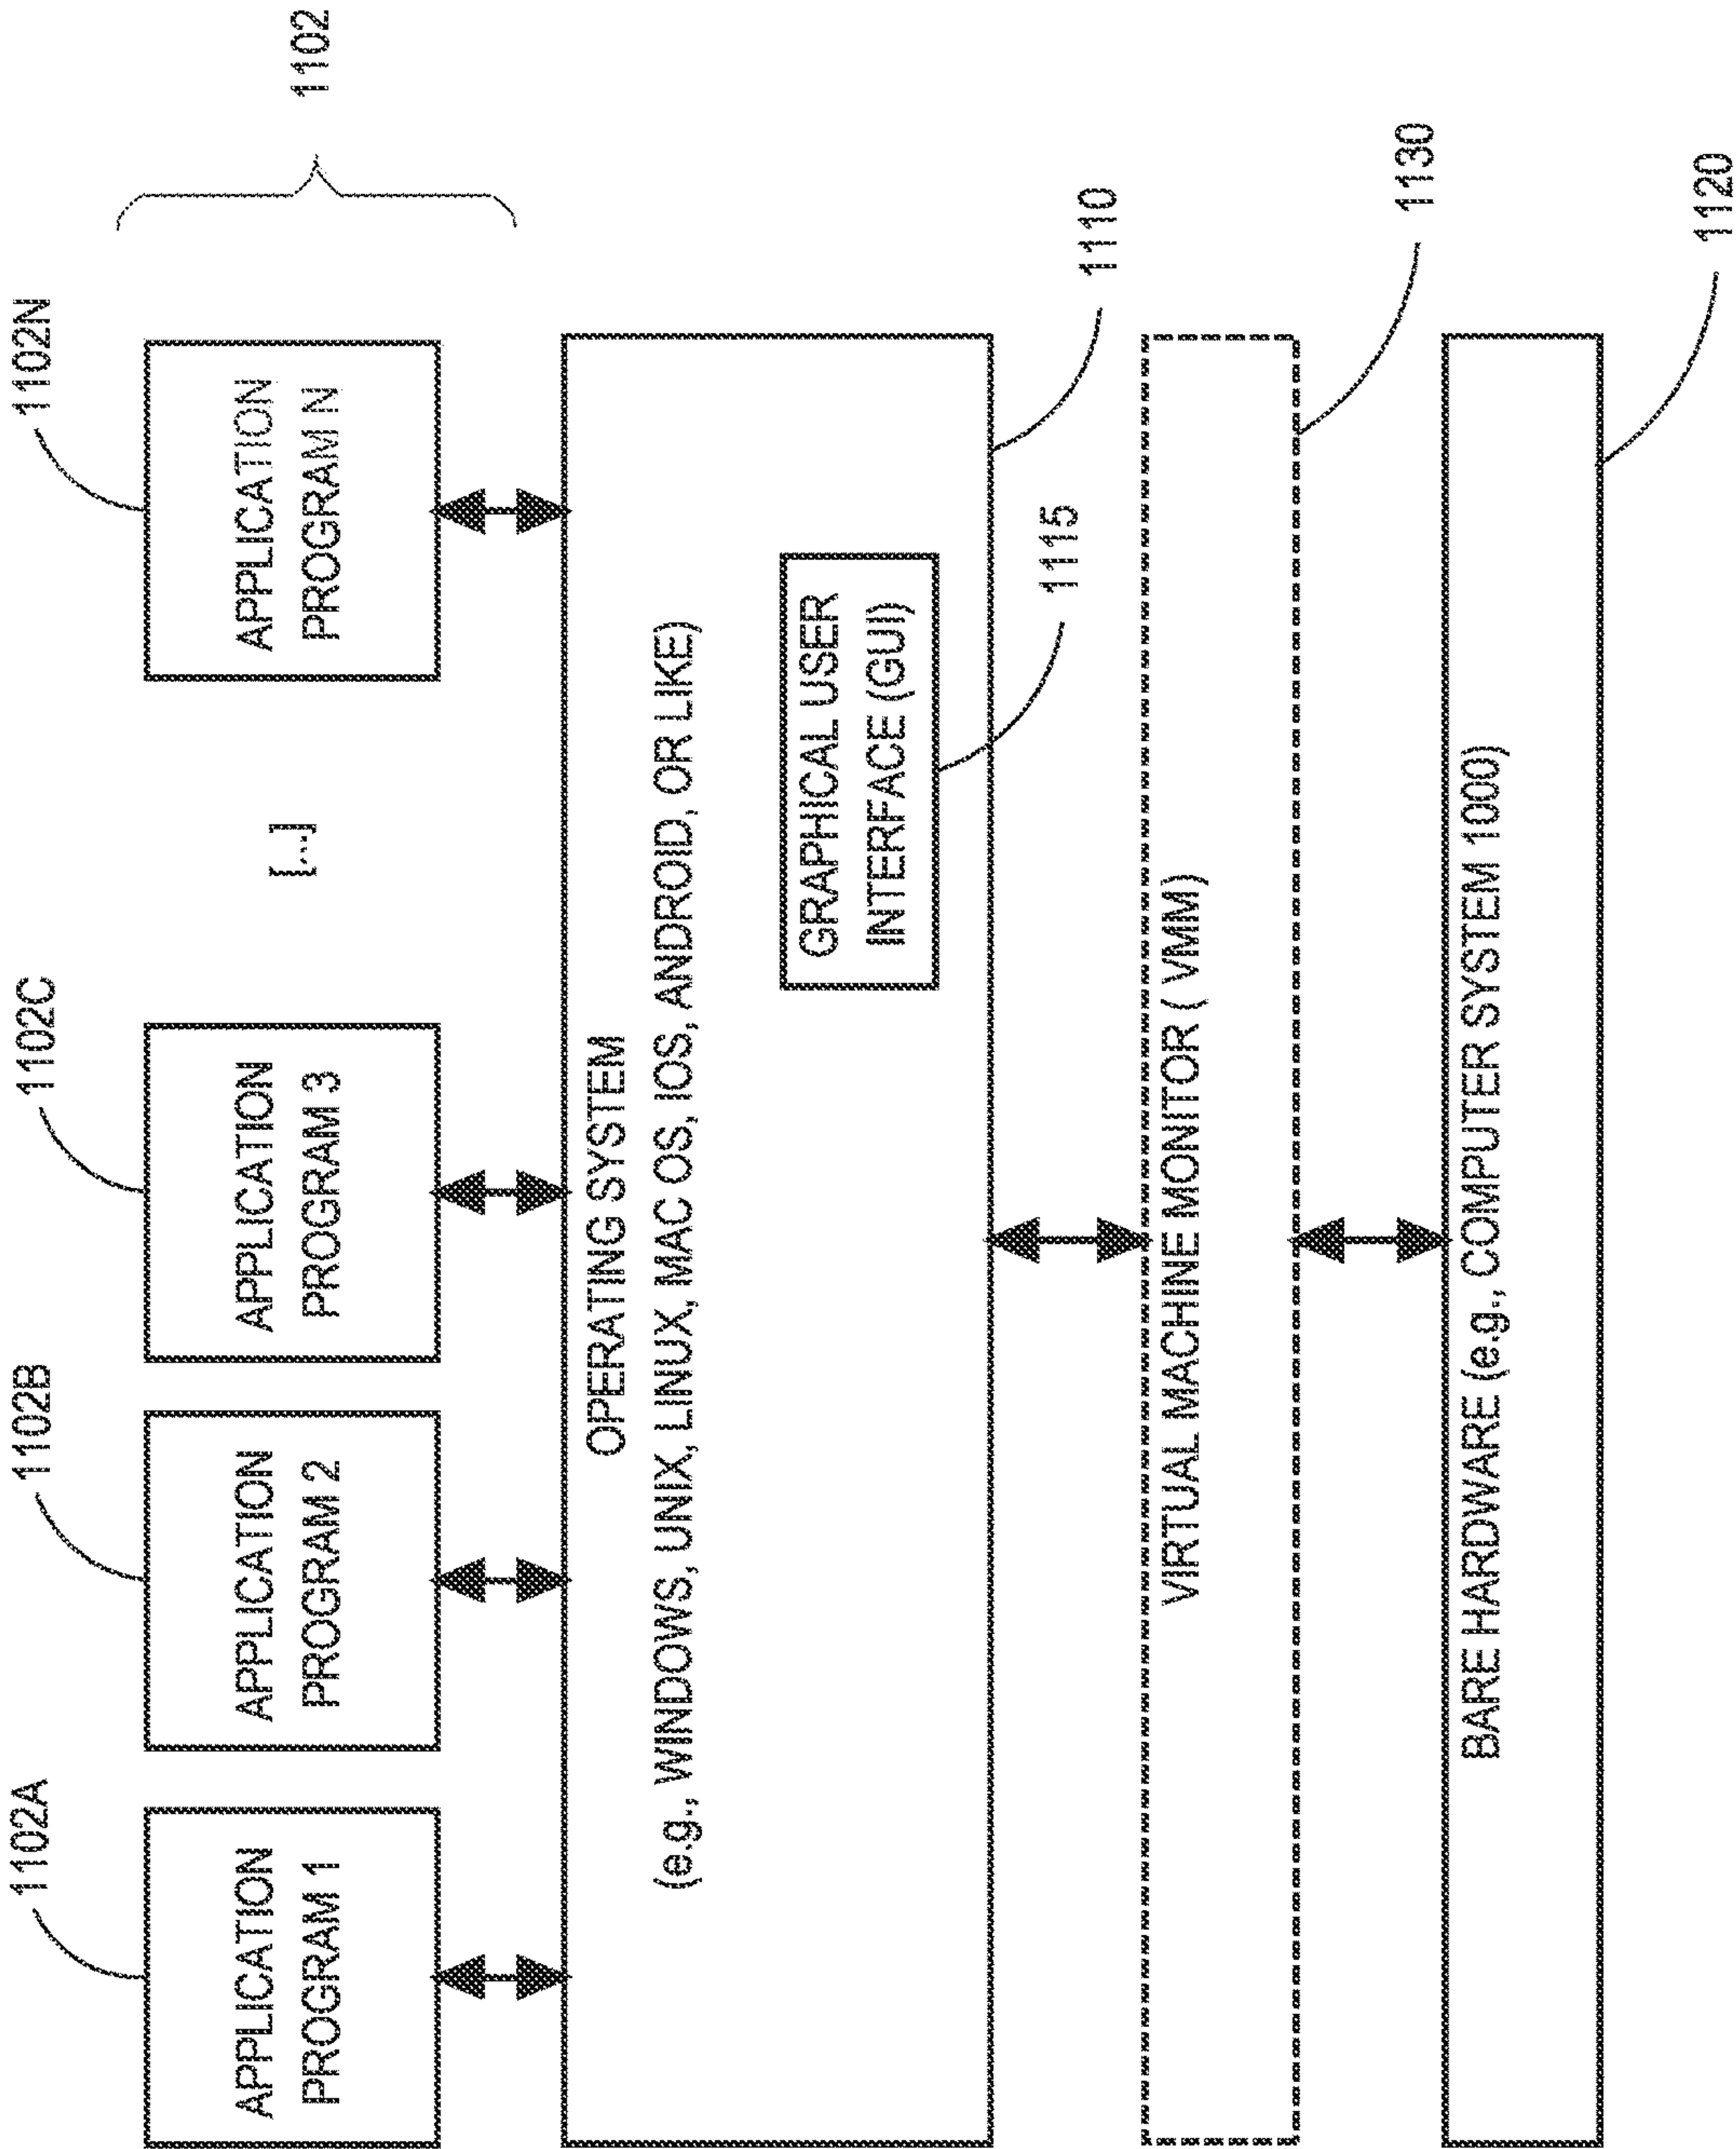 1102A
1102B
1102C
1102N
1102
APPLICATION
PROGRAM 1
APPLICATION
PROGRAM 2
APPLICATION
PROGRAM 3
[...]
APPLICATION
PROGRAM N
OPERATING SYSTEM
(e.g., WINDOWS, UNIX, LINUX, MAC OS, IOS, ANDROID, OR LIKE)
GRAPHICAL USER
INTERFACE (GUI)
1115
1110
VIRTUAL MACHINE MONITOR ( VMM)
1130
BARE HARDWARE (e.g., COMPUTER SYSTEM 1000)
1120